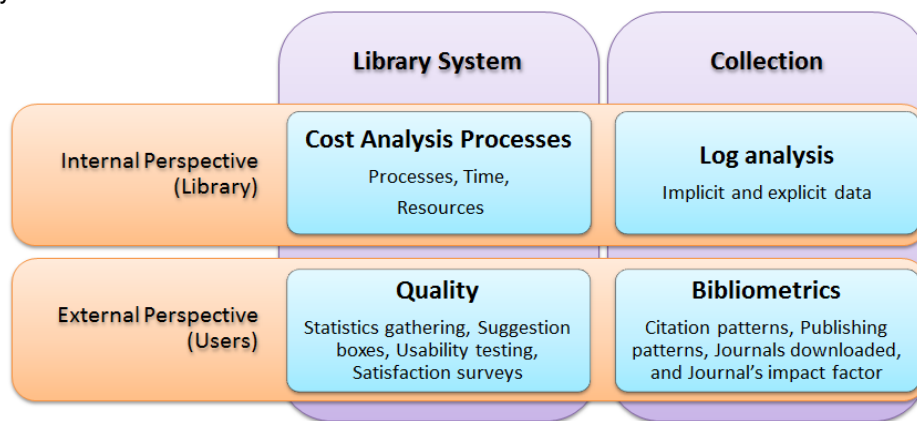 Library System
Collection
Internal Perspective
(Library)
Cost Analysis Processes
Processes, Time,
Resources
Log analysis
Implicit and explicit data
External Perspective
(Users)
Quality
Statistics gathering, Suggestion
boxes, Usability testing,
Satisfaction surveys
Bibliometrics
Citation patterns, Publishing
patterns, Journals downloaded,
and Journal's impact factor